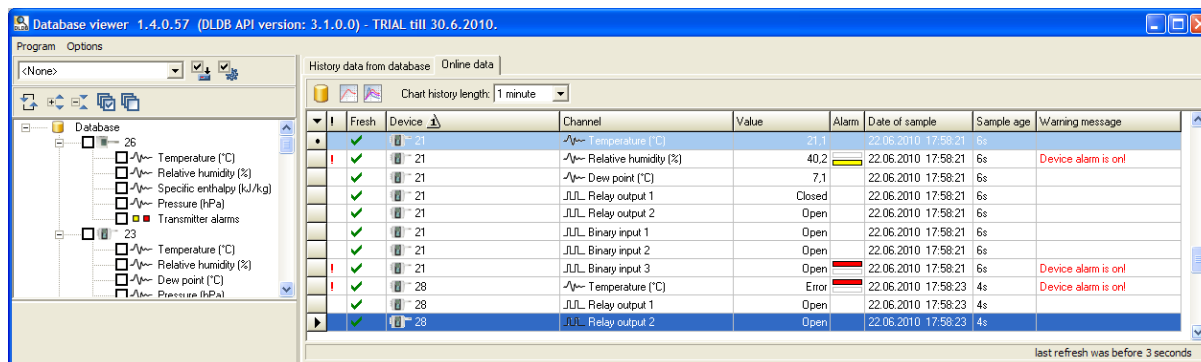 Database viewer 1.4.0.57 (DLDB API version: 3.1.0.0) - TRIAL till 30.6.2010.
Program Options
<None>
Database
26
Temperature (°C)
Relative humidity (%)
Specific enthalpy (kJ/kg)
Pressure (hPa)
Transmitter alarms
23
Temperature (°C)
Relative humidity (%)
Dew point (°C)
Pressure (hPa)
History data from database Online data
Chart history length: 1 minute
! Fresh Device 1 Channel Value Alarm Date of sample Sample age Warning message
21 Temperature (°C) 21,1 22.06.2010 17:58:21 6s
! 21 Relative humidity (%) 40,2 22.06.2010 17:58:21 6s Device alarm is on!
21 Dew point (°C) 7,1 22.06.2010 17:58:21 6s
21 Relay output 1 Closed 22.06.2010 17:58:21 6s
21 Relay output 2 Open 22.06.2010 17:58:21 6s
21 Binary input 1 Open 22.06.2010 17:58:21 6s
21 Binary input 2 Open 22.06.2010 17:58:21 6s
! 21 Binary input 3 Open 22.06.2010 17:58:21 6s Device alarm is on!
! 28 Temperature (°C) Error 22.06.2010 17:58:23 4s Device alarm is on!
28 Relay output 1 Open 22.06.2010 17:58:23 4s
28 Relay output 2 Open 22.06.2010 17:58:23 4s
last refresh was before 3 seconds